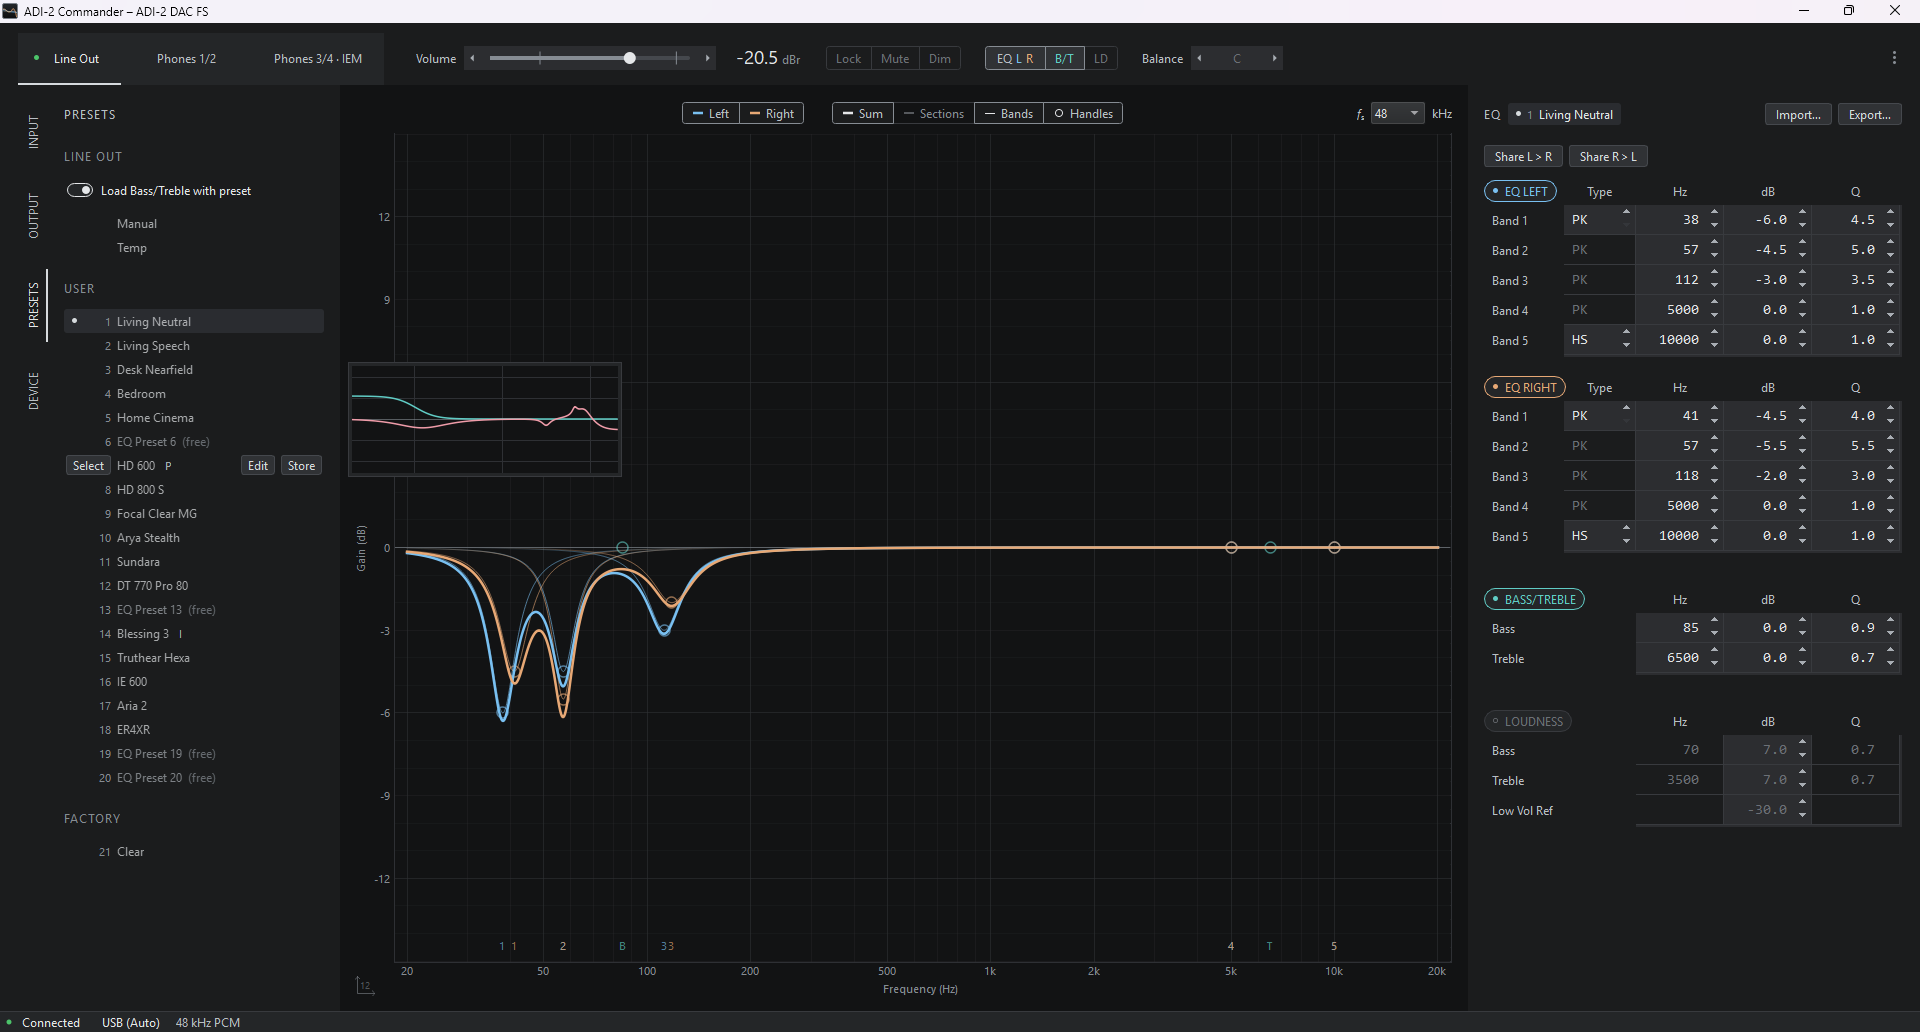 ADI-2 Commander – ADI-2 DAC FS
Line Out Phones 1/2 Phones 3/4 · IEM Volume -20.5 dBr Lock Mute Dim EQ L R B/T LD Balance C
INPUT
OUTPUT
PRESETS
DEVICE
PRESETS
LINE OUT
Load Bass/Treble with preset
Manual
Temp
USER
1 Living Neutral
2 Living Speech
3 Desk Nearfield
4 Bedroom
5 Home Cinema
6 EQ Preset 6 (free)
Select HD 600 P Edit Store
8 HD 800 S
9 Focal Clear MG
10 Arya Stealth
11 Sundara
12 DT 770 Pro 80
13 EQ Preset 13 (free)
14 Blessing 3 I
15 Truthear Hexa
16 IE 600
17 Aria 2
18 ER4XR
19 EQ Preset 19 (free)
20 EQ Preset 20 (free)
FACTORY
21 Clear
Left Right Sum Sections Bands Handles fs 48 kHz
12
9
Gain (dB)
0
-3
-6
-9
-12
1 1 2 B 3 3 4 T 5
20 50 100 200 500 1k 2k 5k 10k 20k
Frequency (Hz)
12
EQ 1 Living Neutral Import... Export...
Share L > R Share R > L
EQ LEFT Type Hz dB Q
Band 1 PK 38 -6.0 4.5
Band 2 PK 57 -4.5 5.0
Band 3 PK 112 -3.0 3.5
Band 4 PK 5000 0.0 1.0
Band 5 HS 10000 0.0 1.0
EQ RIGHT Type Hz dB Q
Band 1 PK 41 -4.5 4.0
Band 2 PK 57 -5.5 5.5
Band 3 PK 118 -2.0 3.0
Band 4 PK 5000 0.0 1.0
Band 5 HS 10000 0.0 1.0
BASS/TREBLE Hz dB Q
Bass 85 0.0 0.9
Treble 6500 0.0 0.7
LOUDNESS Hz dB Q
Bass 70 7.0 0.7
Treble 3500 7.0 0.7
Low Vol Ref -30.0
Connected USB (Auto) 48 kHz PCM